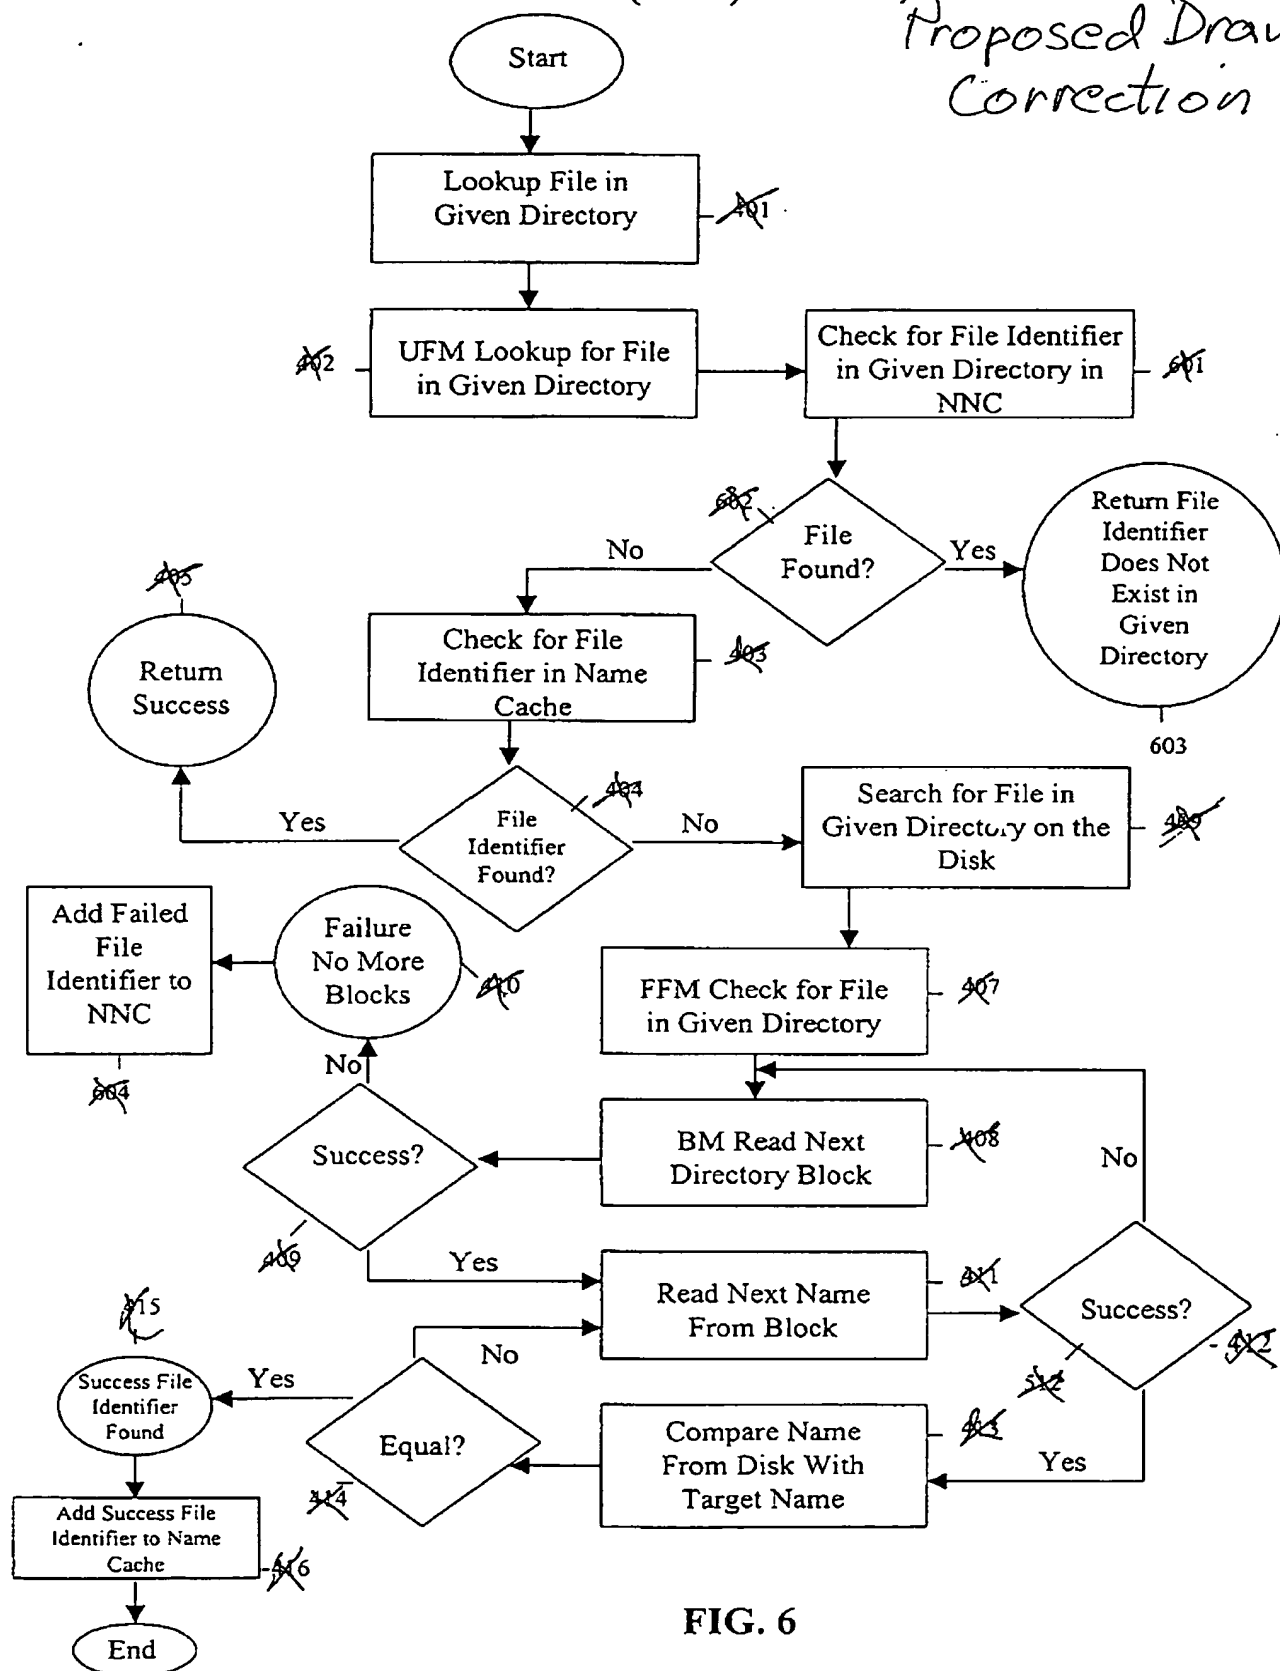 Proposed
Correction
Start
Lookup File in
Given Directory
401
402
UFM Lookup for File
in Given Directory
Check for File Identifier
in Given Directory in
NNC
601
602
File
Found?
No
Yes
Return File
Identifier
Does Not
Exist in
Given
Directory
603
405
Return
Success
Check for File
Identifier in Name
Cache
403
404
File
Identifier
Found?
Yes
No
Search for File in
Given Directory on the
Disk
Add Failed
File
Identifier to
NNC
604
Failure
No More
Blocks
410
FFM Check for File
in Given Directory
407
No
Success?
409
BM Read Next
Directory Block
408
No
Yes
Read Next Name
From Block
411
Success?
412
512
415
Success File
Identifier
Found
Yes
No
Equal?
414
Compare Name
From Disk With
Target Name
413
Yes
Add Success File
Identifier to Name
Cache
416
End
FIG. 6